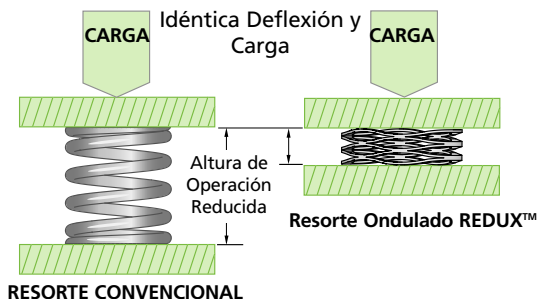 Idéntica Deflexión y
Carga
CARGA
CARGA
Altura de
Operación
Reducida
Resorte Ondulado REDUX™
RESORTE CONVENCIONAL